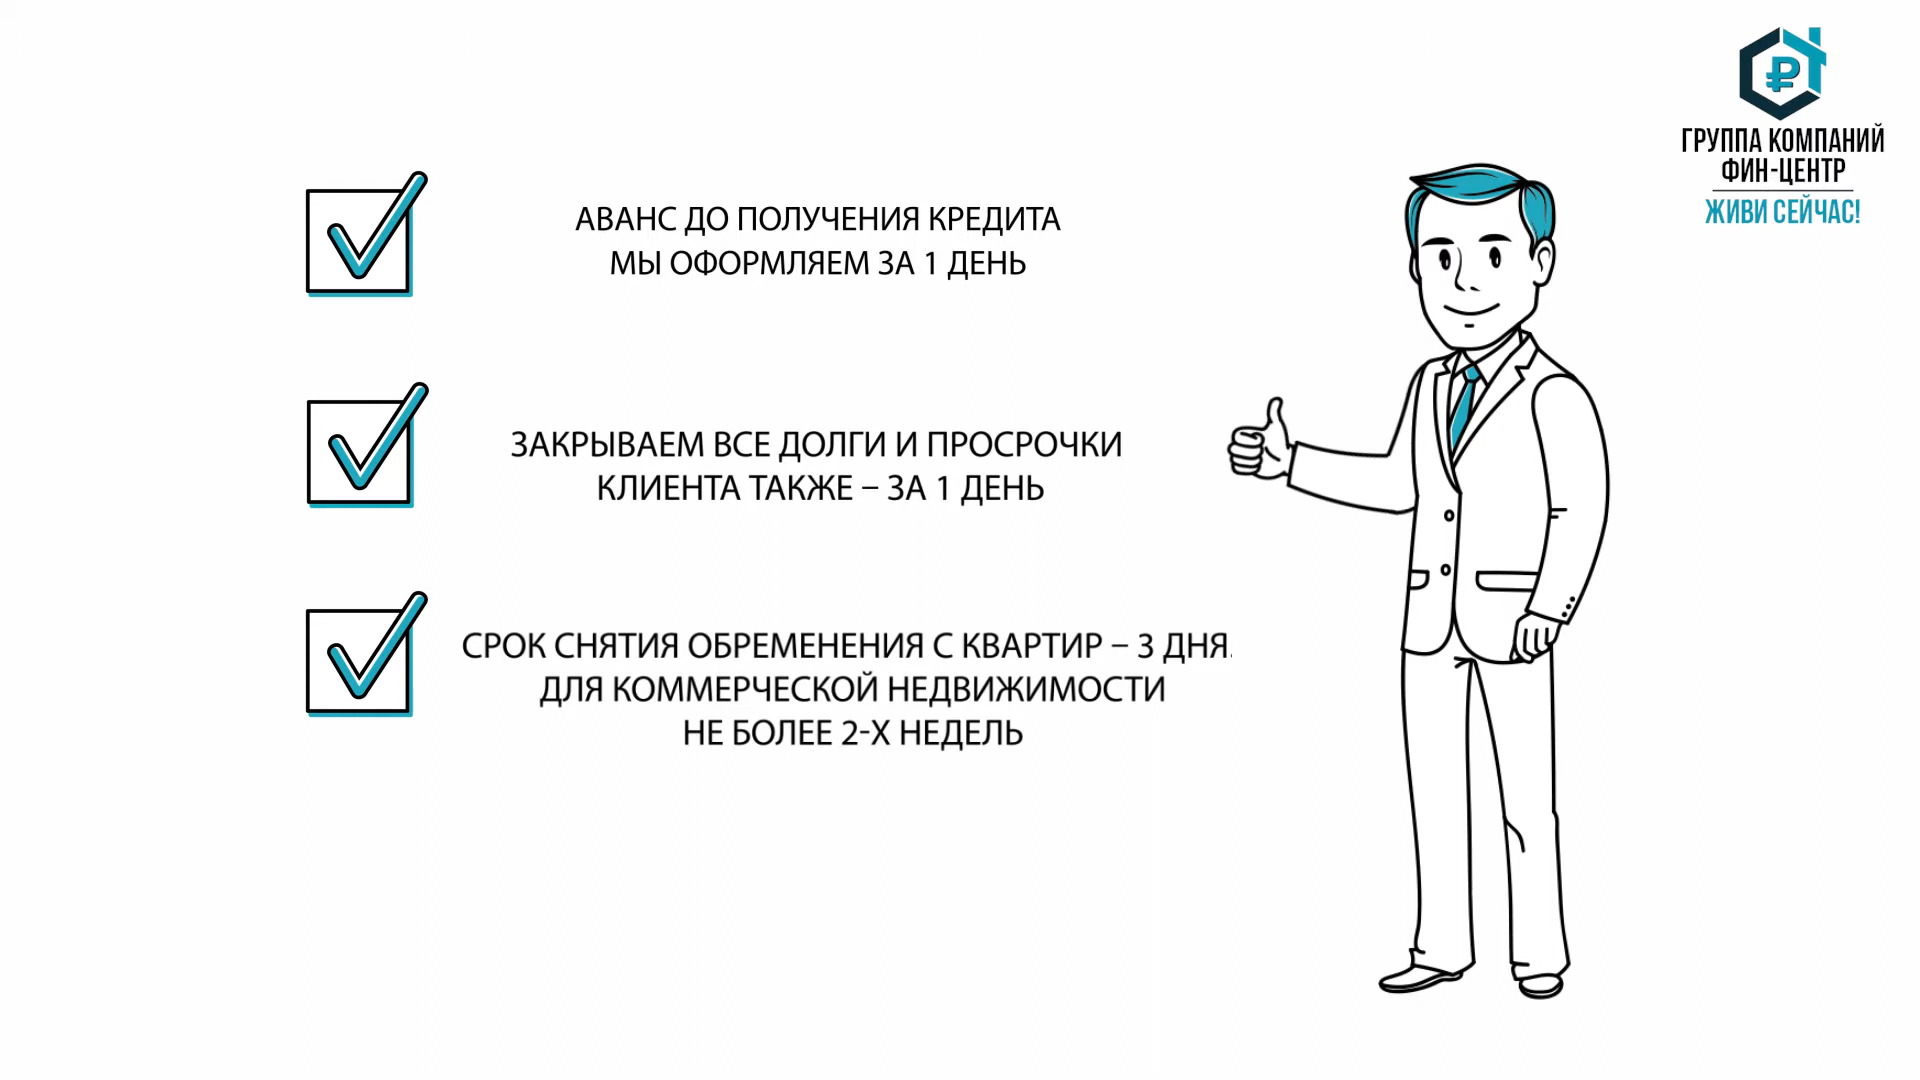 ГРУППА КОМПАНИЙ
ФИН-ЦЕНТР
ЖИВИ СЕЙЧАС!
АВАНС ДО ПОЛУЧЕНИЯ КРЕДИТА
МЫ ОФОРМЛЯЕМ ЗА 1 ДЕНЬ
ЗАКРЫВАЕМ ВСЕ ДОЛГИ И ПРОСРОЧКИ
КЛИЕНТА ТАКЖЕ – ЗА 1 ДЕНЬ
СРОК СНЯТИЯ ОБРЕМЕНЕНИЯ С КВАРТИР – 3 ДНЯ.
ДЛЯ КОММЕРЧЕСКОЙ НЕДВИЖИМОСТИ
НЕ БОЛЕЕ 2-Х НЕДЕЛЬ